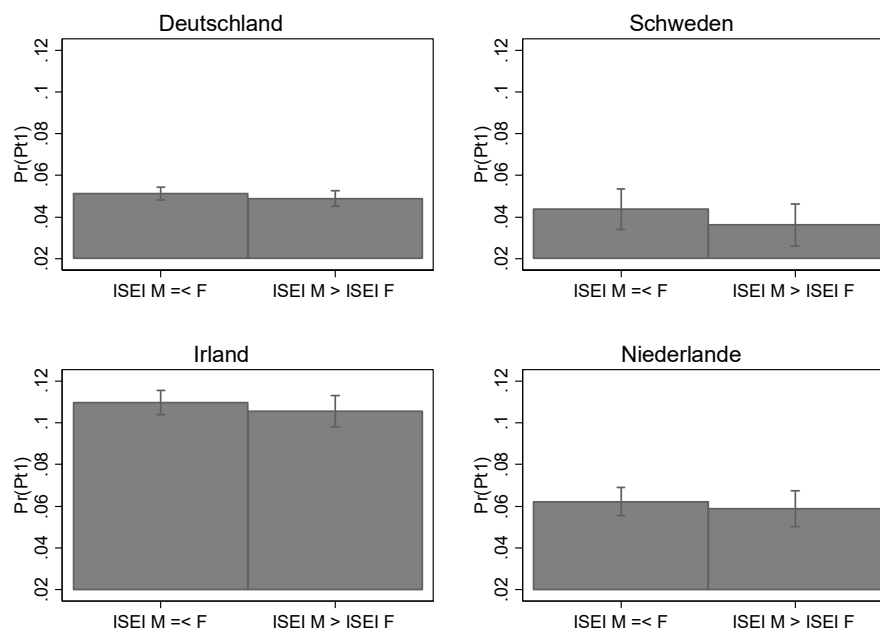 Deutschland
Pr(Pt1)
.12
.1
.08
.06
.04
.02
ISEI M =< F
ISEI M > ISEI F
Schweden
Pr(Pt1)
.12
.1
.08
.06
.04
.02
ISEI M =< F
ISEI M > ISEI F
Irland
Pr(Pt1)
.12
.1
.08
.06
.04
.02
ISEI M =< F
ISEI M > ISEI F
Niederlande
Pr(Pt1)
.12
.1
.08
.06
.04
.02
ISEI M =< F
ISEI M > ISEI F